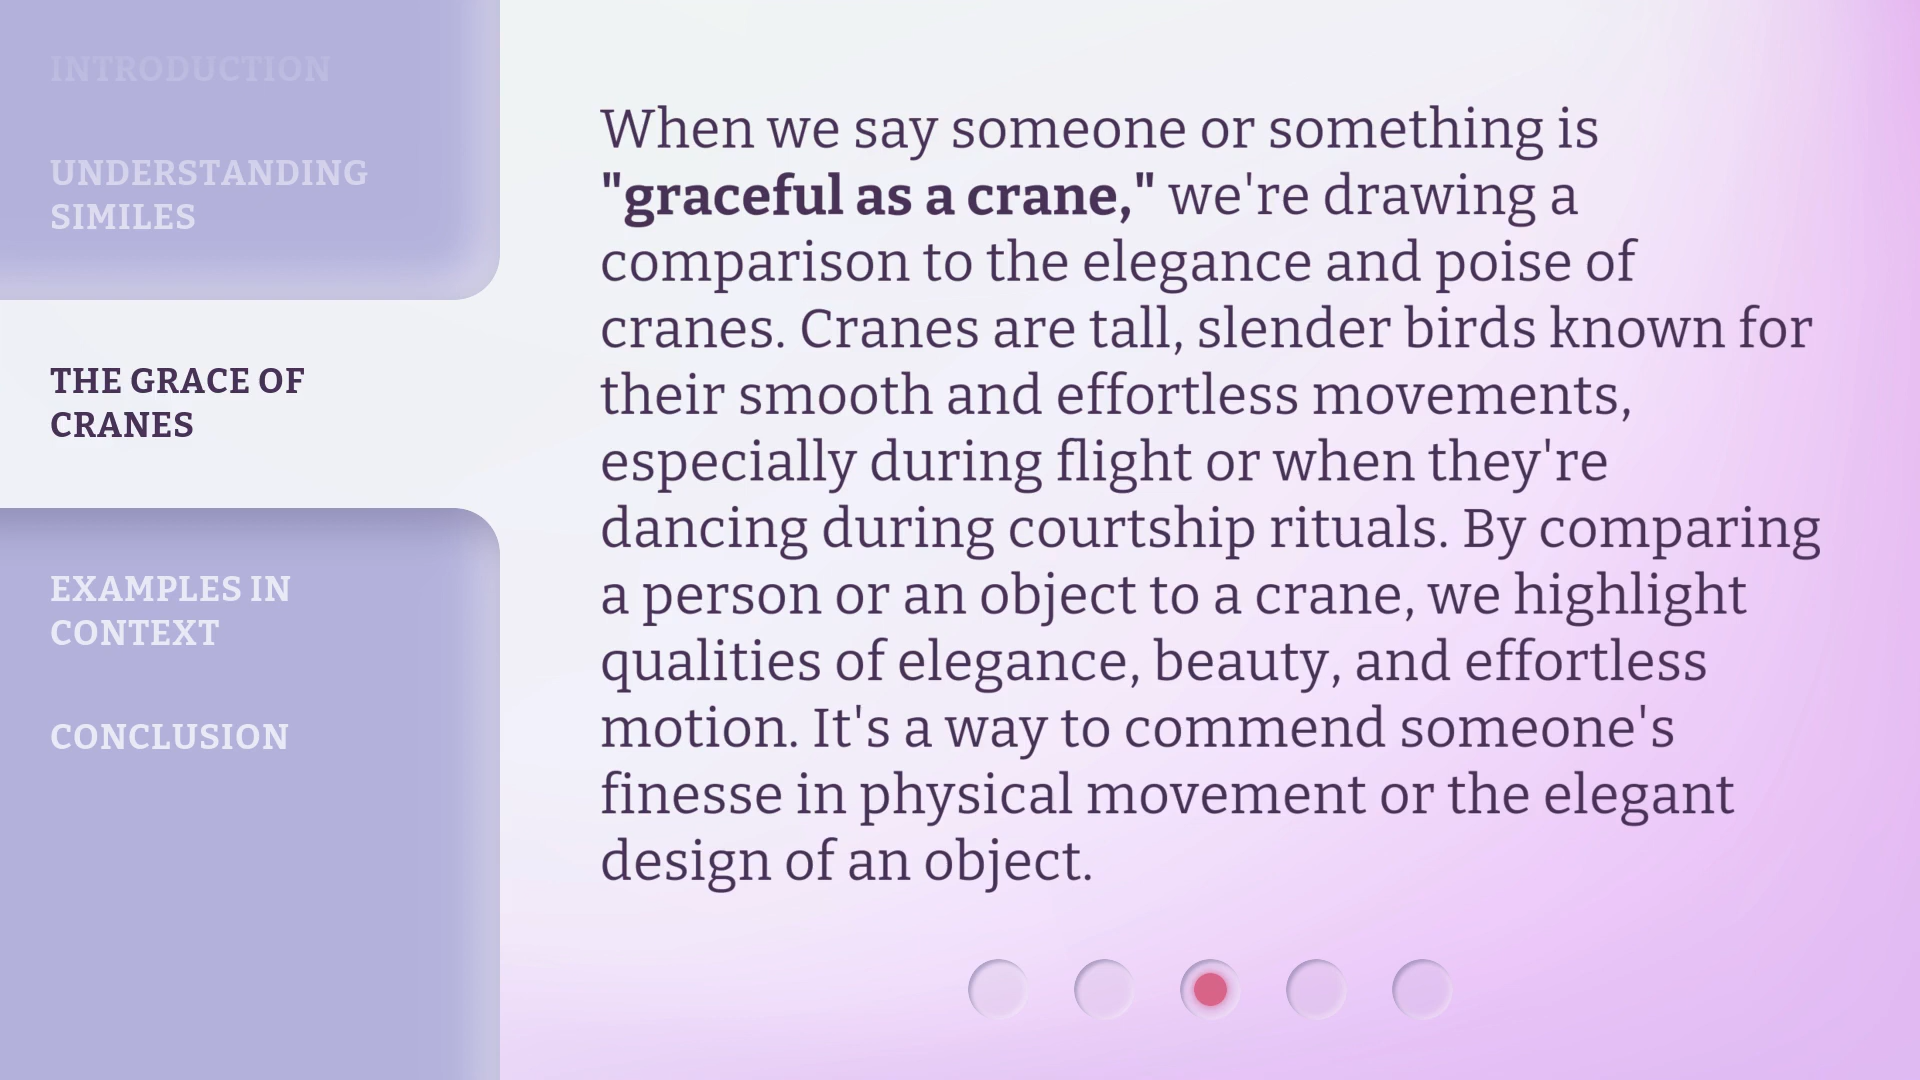 INTRODUCTION
UNDERSTANDING
SIMILES
THE GRACE OF
CRANES
EXAMPLES IN
CONTEXT
CONCLUSION
When we say someone or something is
"graceful as a crane," we're drawing a
comparison to the elegance and poise of
cranes. Cranes are tall, slender birds known for
their smooth and effortless movements,
especially during flight or when they're
dancing during courtship rituals. By comparing
a person or an object to a crane, we highlight
qualities of elegance, beauty, and effortless
motion. It's a way to commend someone's
finesse in physical movement or the elegant
design of an object.